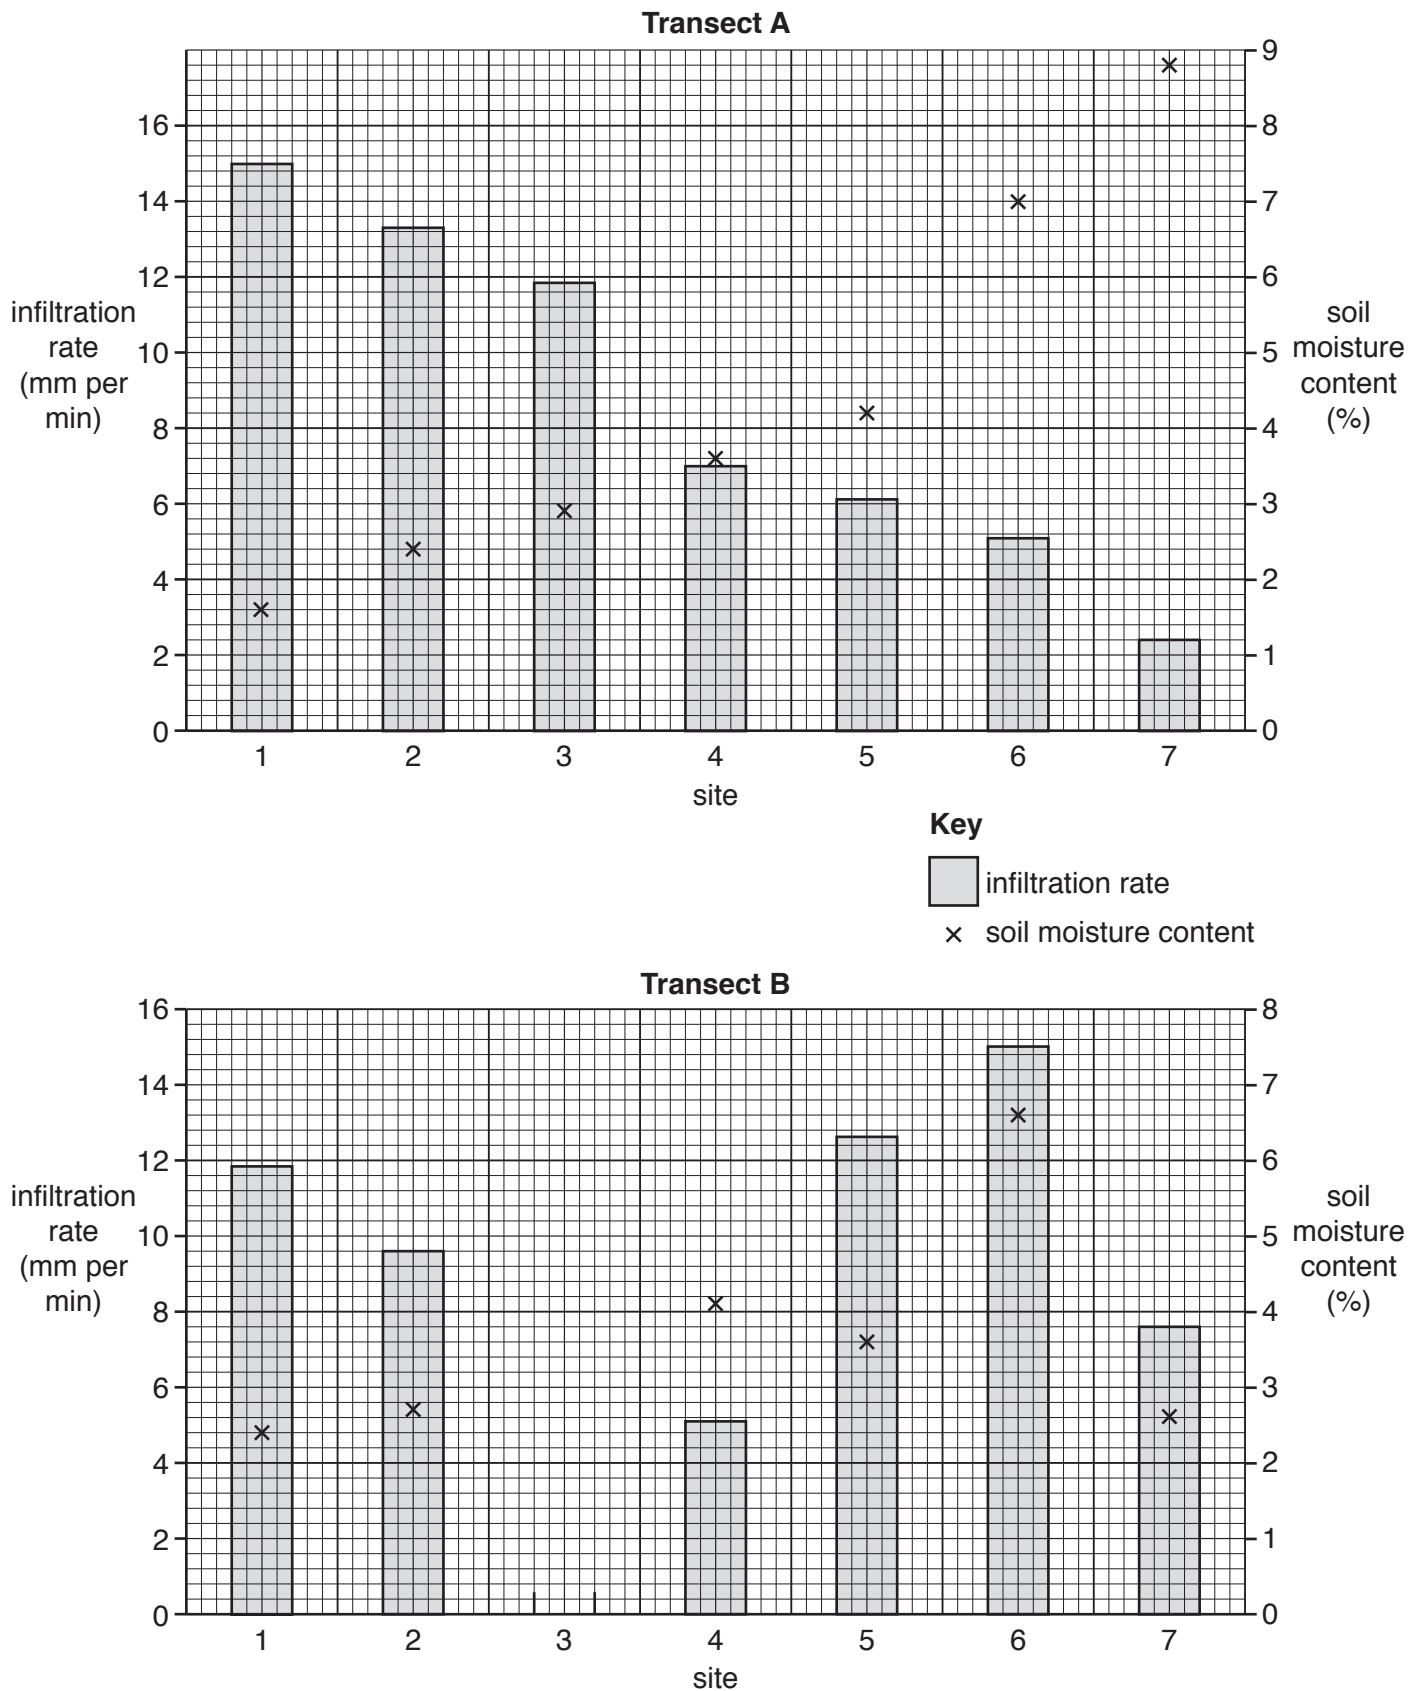 Transect A
9
16 8
14 7
12 6
infiltration
rate
(mm per
min)
soil
moisture
content
(%)
10 5
8 4
6 3
4 2
2 1
0 0
1 2 3 4 5 6 7
site
Key
infiltration rate
× soil moisture content
Transect B
16 8
14 7
12 6
infiltration
rate
(mm per
min)
soil
moisture
content
(%)
10 5
8 4
6 3
4 2
2 1
0 0
1 2 3 4 5 6 7
site